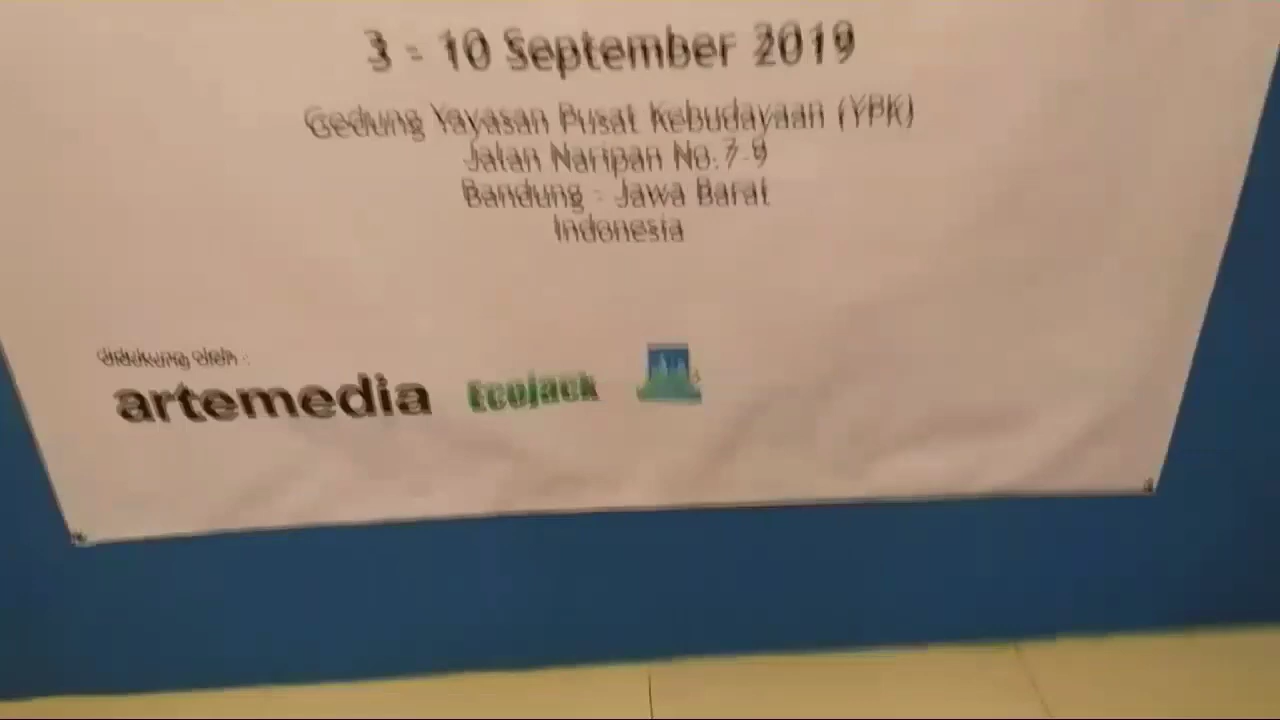 3 - 10 September 2019
Gedung Yayasan Pusat Kebudayaan (YPK)
Jalan Naripan No.7-9
Bandung - Jawa Barat
Indonesia
didukung oleh :
artemedia Ecojack